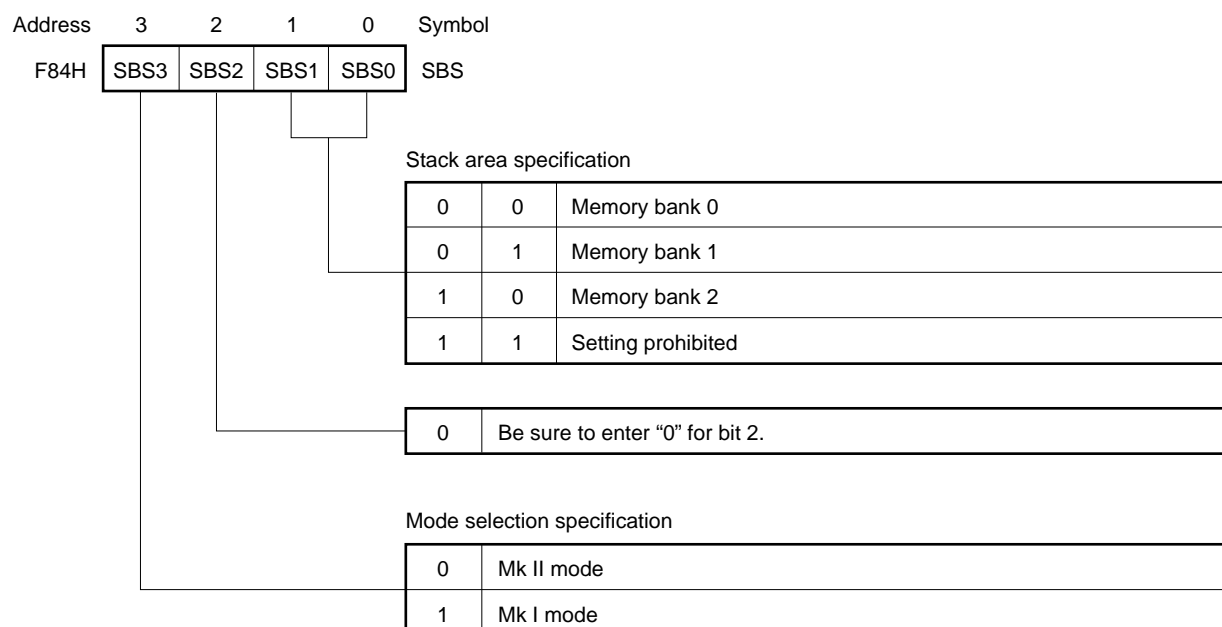 Address 3 2 1 0 Symbol
F84H SBS3 SBS2 SBS1 SBS0 SBS
Stack area specification
0 0 Memory bank 0
0 1 Memory bank 1
1 0 Memory bank 2
1 1 Setting prohibited
0 Be sure to enter “0” for bit 2.
Mode selection specification
0 Mk II mode
1 Mk I mode